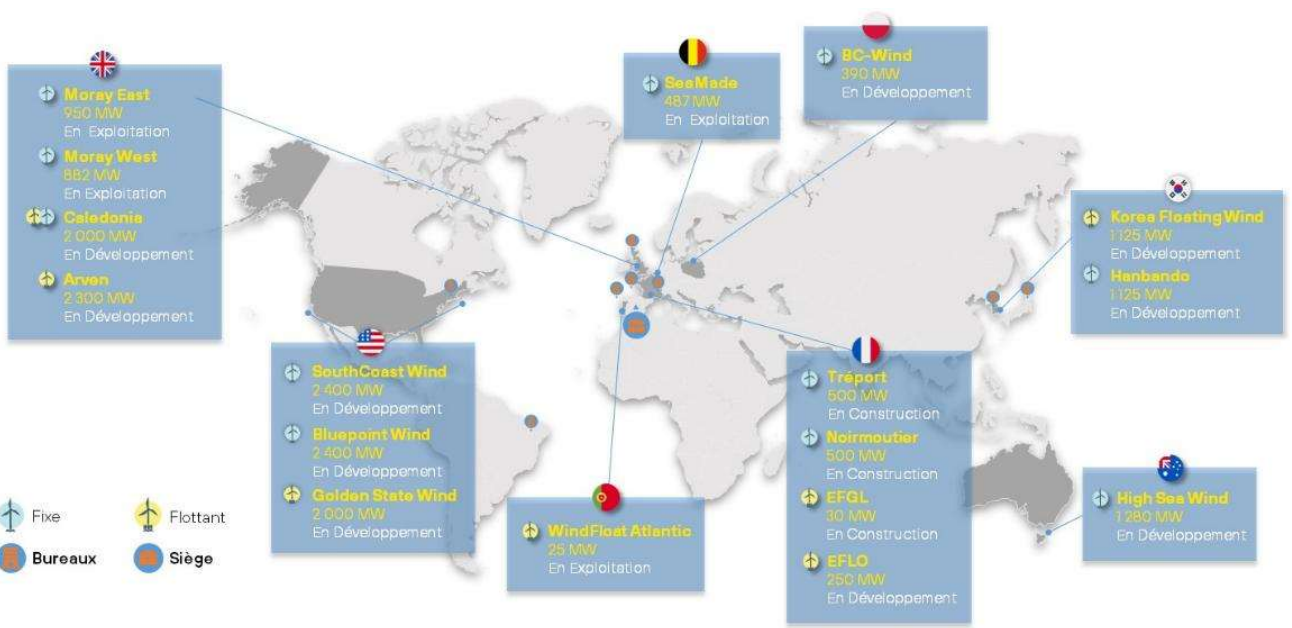 Moray East
950 MW
En Exploitation
Moray West
882 MW
En Exploitation
Caledonia
2 000 MW
En Développement
Arven
2 300 MW
En Développement
SeaMade
487 MW
En Exploitation
BC-Wind
390 MW
En Développement
Korea Floating Wind
1 125 MW
En Développement
Hanbando
1 125 MW
En Développement
SouthCoast Wind
2 400 MW
En Développement
Bluepoint Wind
2 400 MW
En Développement
Golden State Wind
2 000 MW
En Développement
WindFloat Atlantic
25 MW
En Exploitation
Tréport
500 MW
En Construction
Noirmoutier
500 MW
En Construction
EFGL
30 MW
En Construction
EFLO
250 MW
En Développement
High Sea Wind
1 280 MW
En Développement
Fixe
Flottant
Bureaux
Siège